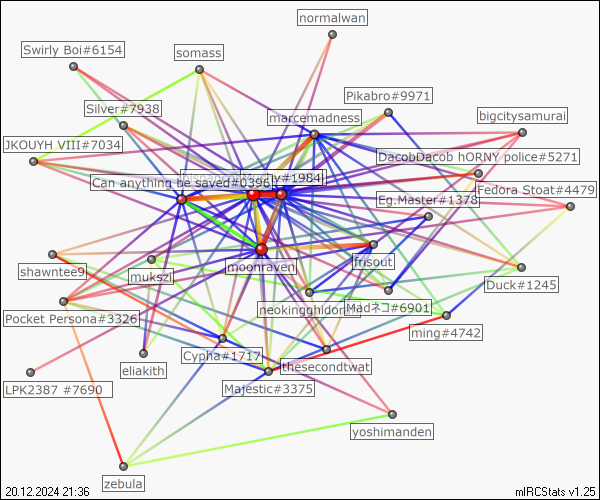 normalwan
Swirly Boi#6154
somass
Pikabro#9971
Silver#7938
marcemadness
bigcitysamurai
JKOUYH VIII#7034
DacobDacob hORNY police#5271
Can anything be saved#0396
#1984
Fedora Stoat#4479
Eg.Master#1378
shawntee9
mukszi
moonraven
frisout
Duck#1245
Pocket Persona#3326
neokingghidora
Madネコ#6901
ming#4742
eliakith
Cypha#1717
thesecondtwat
LPK2387 #7690
Majestic#3375
yoshimanden
zebula
20.12.2024 21:36
mIRCStats v1.25